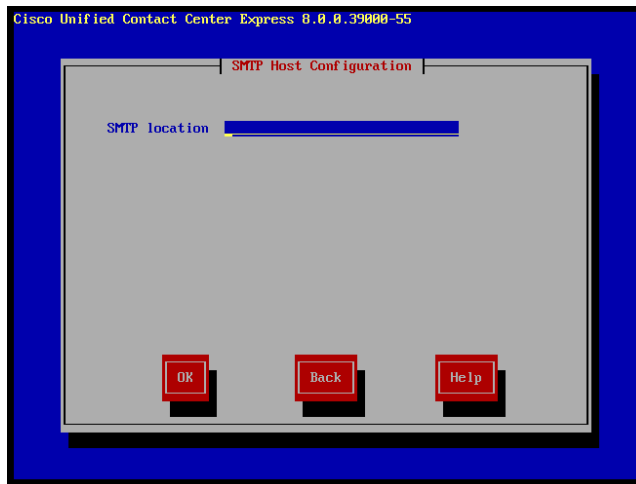 Cisco Unified Contact Center Express 8.0.0.39000-55
SMTP Host Configuration
SMTP location
OK Back Help